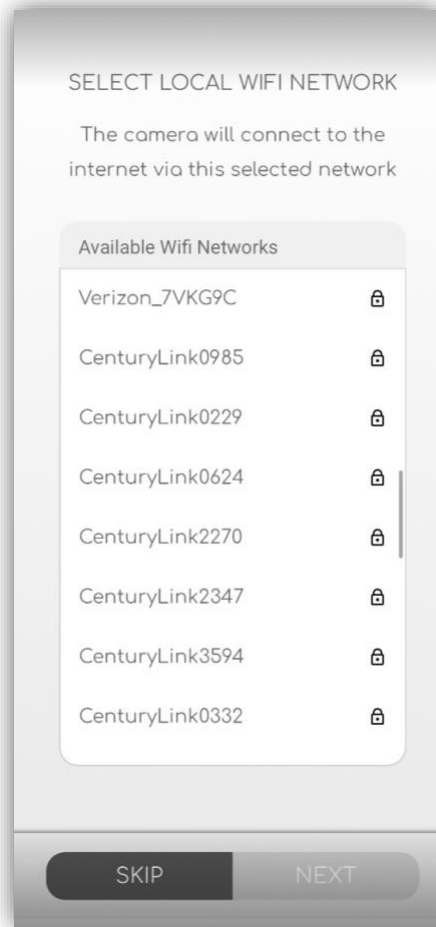 SELECT LOCAL WIFI NETWORK
The camera will connect to the
internet via this selected network
Available Wifi Networks
Verizon_7VKG9C
CenturyLink0985
CenturyLink0229
CenturyLink0624
CenturyLink2270
CenturyLink2347
CenturyLink3594
CenturyLink0332
SKIP NEXT